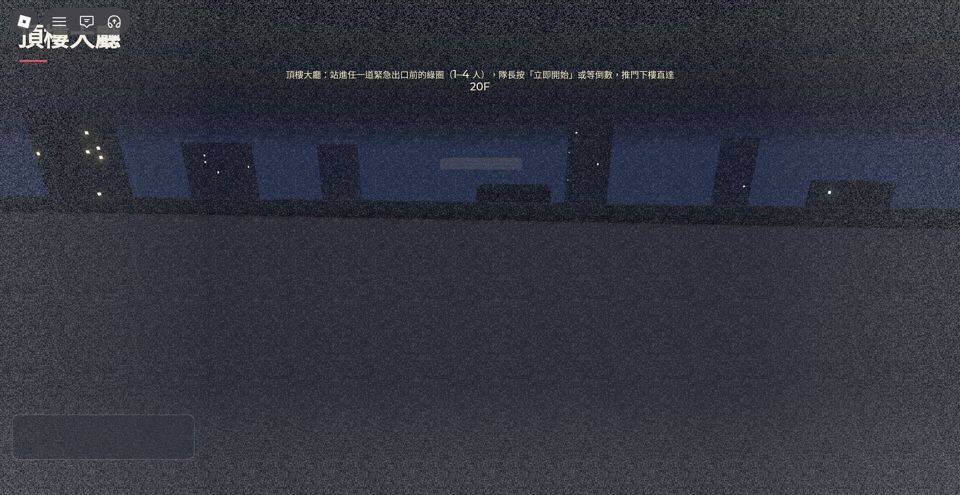 頂樓大廳
頂樓大廳：站進任一道緊急出口前的綠圈（1–4 人），隊長按「立即開始」或等倒數，推門下樓直達
20F